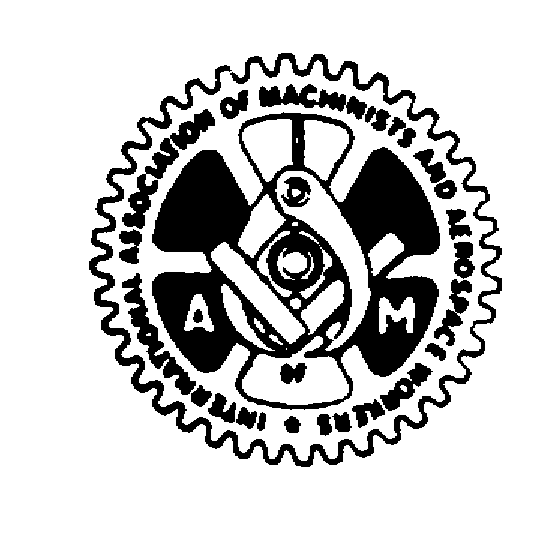 INTERNATIONAL ASSOCIATION OF MACHINISTS AND AEROSPACE WORKERS
A
M
OF